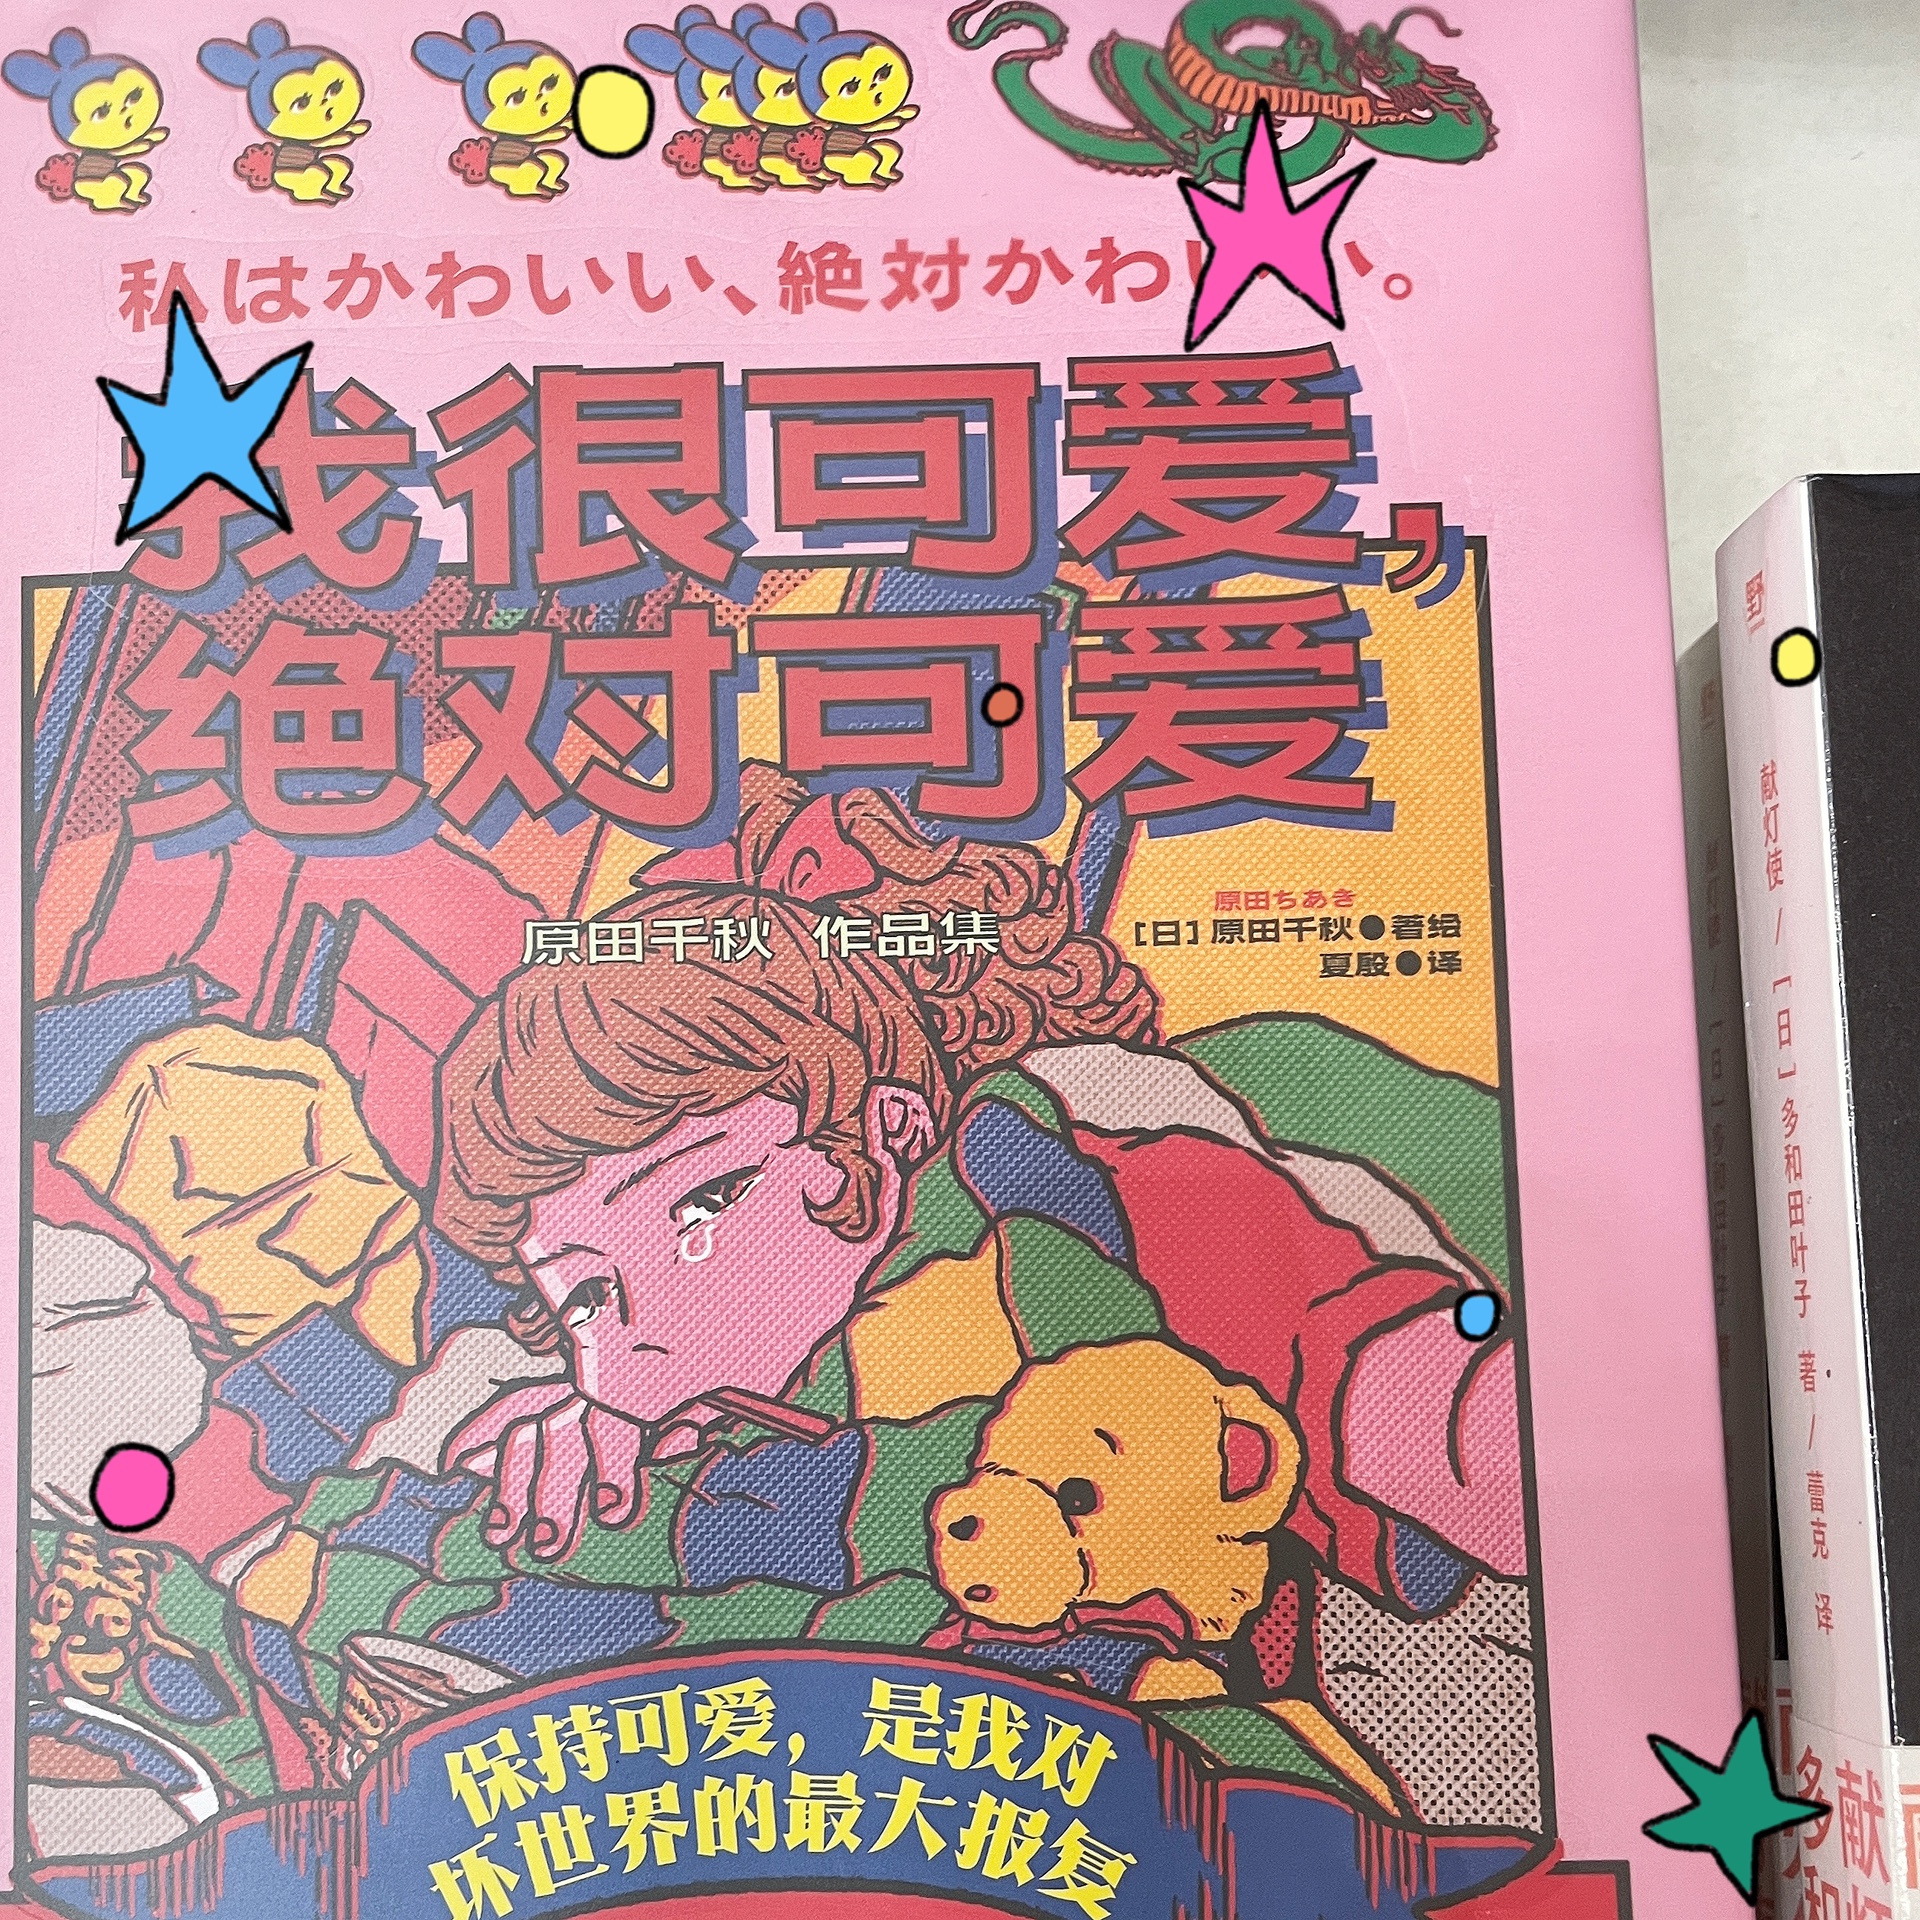 私はかわいい、絶対かわいい。
我很可爱，
绝对可爱
原田千秋 作品集
原田ちあき
［日］原田千秋●著绘
夏殷●译
保持可爱，是我对
坏世界的最大报复
野
献灯使 / ［日］多和田叶子 著 / 蕾克 译
献
多